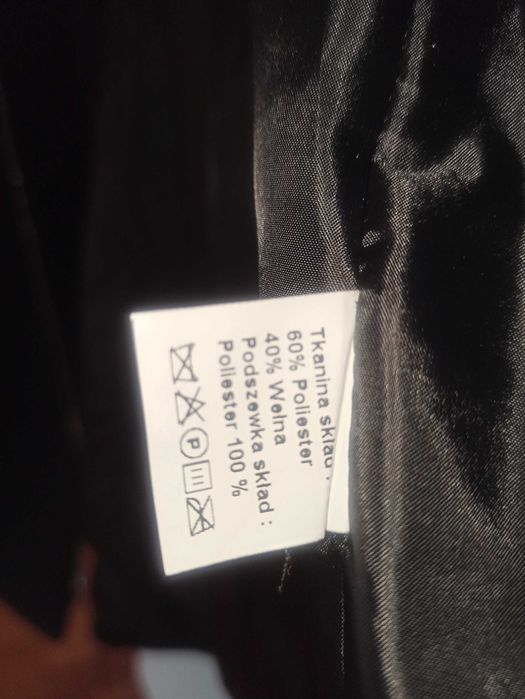 Tkanina skład :
60% Poliester
40% Wełna
Podszewka skład :
Poliester 100 %
P